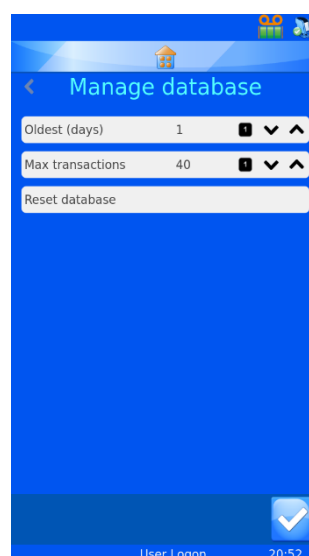 Manage database
Oldest (days) 1 1
Max transactions 40 1
Reset database
User Logon 20:52